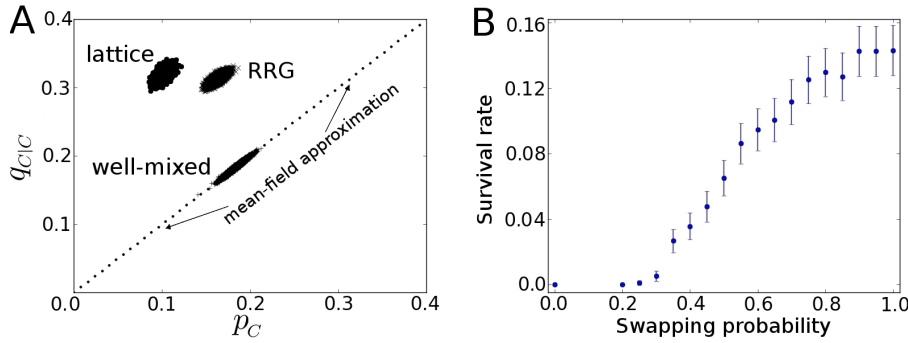 A
0.4
0.3
0.2
0.1
0.0
0.1
0.2
0.3
0.4
q_{C|C}
p_C
lattice
RRG
well-mixed
mean-field approximation
B
0.16
0.12
0.08
0.04
0.0
0.0
0.2
0.4
0.6
0.8
1.0
Survival rate
Swapping probability